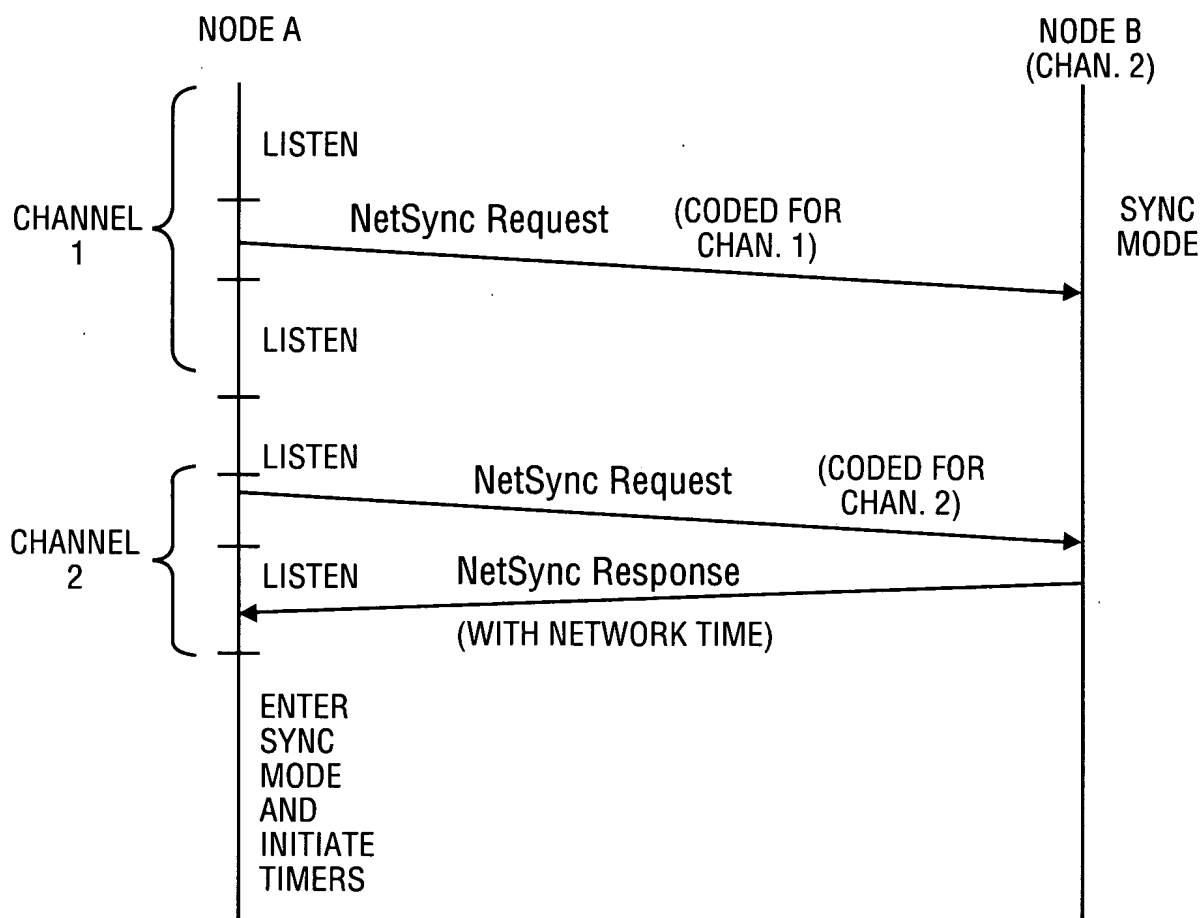 NODE A
NODE B
(CHAN. 2)
LISTEN
CHANNEL
1
NetSync Request
(CODED FOR
CHAN. 1)
SYNC
MODE
LISTEN
LISTEN
NetSync Request
(CODED FOR
CHAN. 2)
CHANNEL
2
LISTEN
NetSync Response
(WITH NETWORK TIME)
ENTER
SYNC
MODE
AND
INITIATE
TIMERS